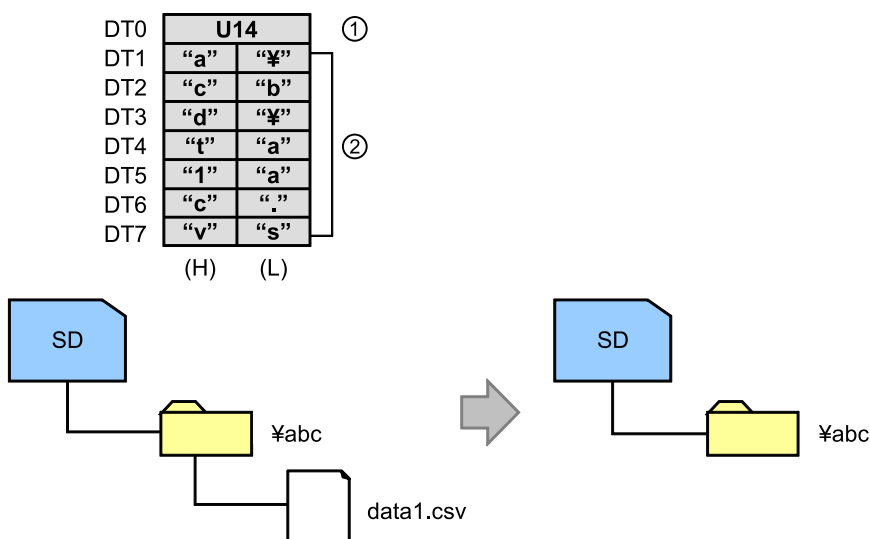 DT0 U14 ①
DT1 “a” “¥”
DT2 “c” “b”
DT3 “d” “¥”
DT4 “t” “a” ②
DT5 “1” “a”
DT6 “c” “.”
DT7 “v” “s”
(H) (L)
SD SD
¥abc ¥abc
data1.csv